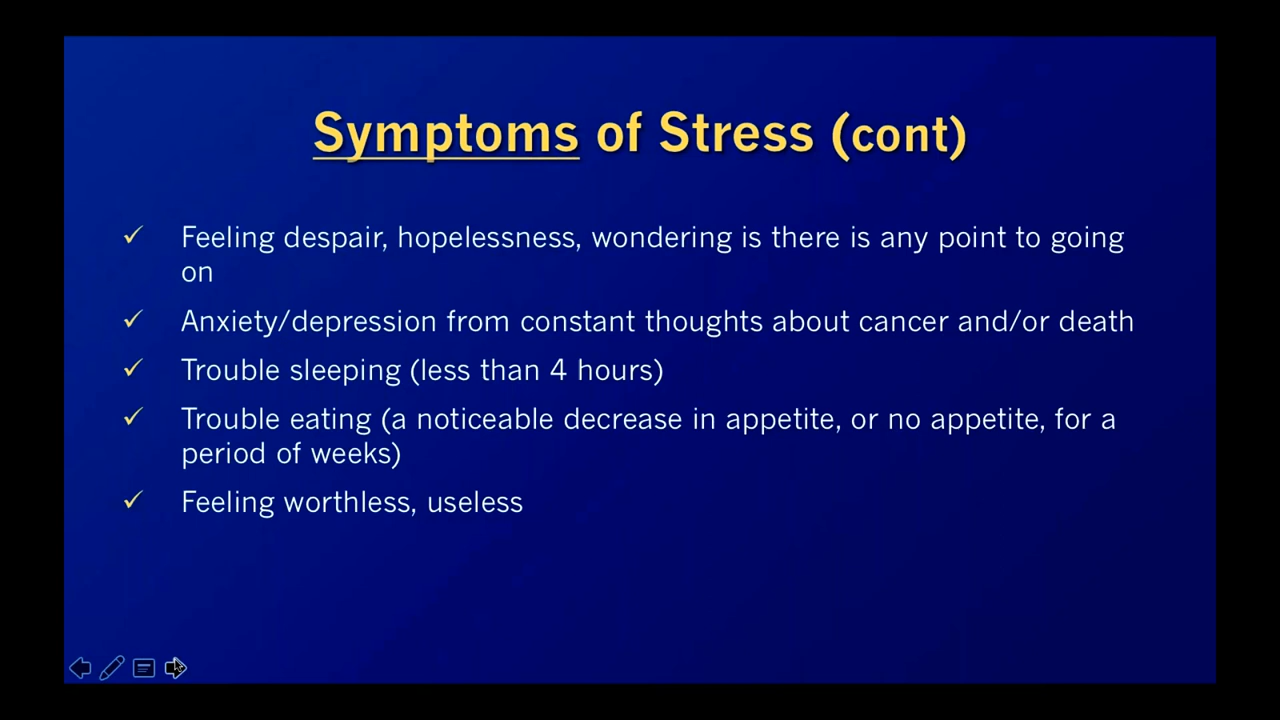 Symptoms of Stress (cont)
✓ Feeling despair, hopelessness, wondering is there is any point to going
on
✓ Anxiety/depression from constant thoughts about cancer and/or death
✓ Trouble sleeping (less than 4 hours)
✓ Trouble eating (a noticeable decrease in appetite, or no appetite, for a
period of weeks)
✓ Feeling worthless, useless